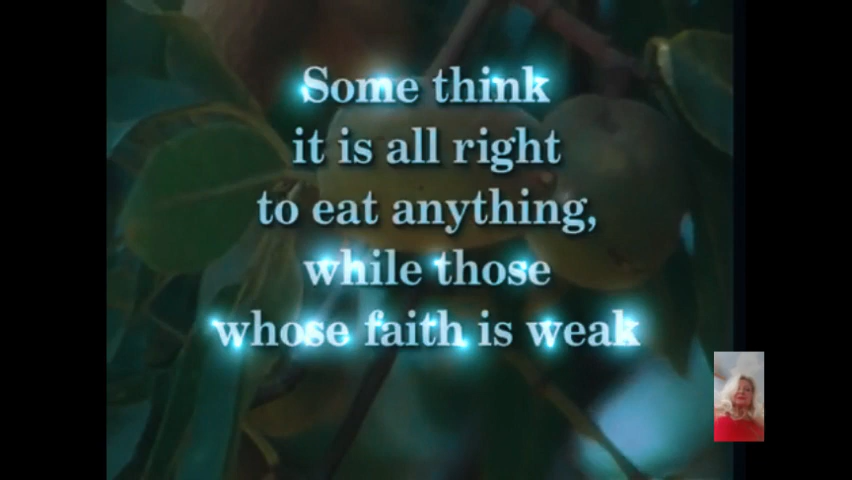 Some think
it is all right
to eat anything,
while those
whose faith is weak